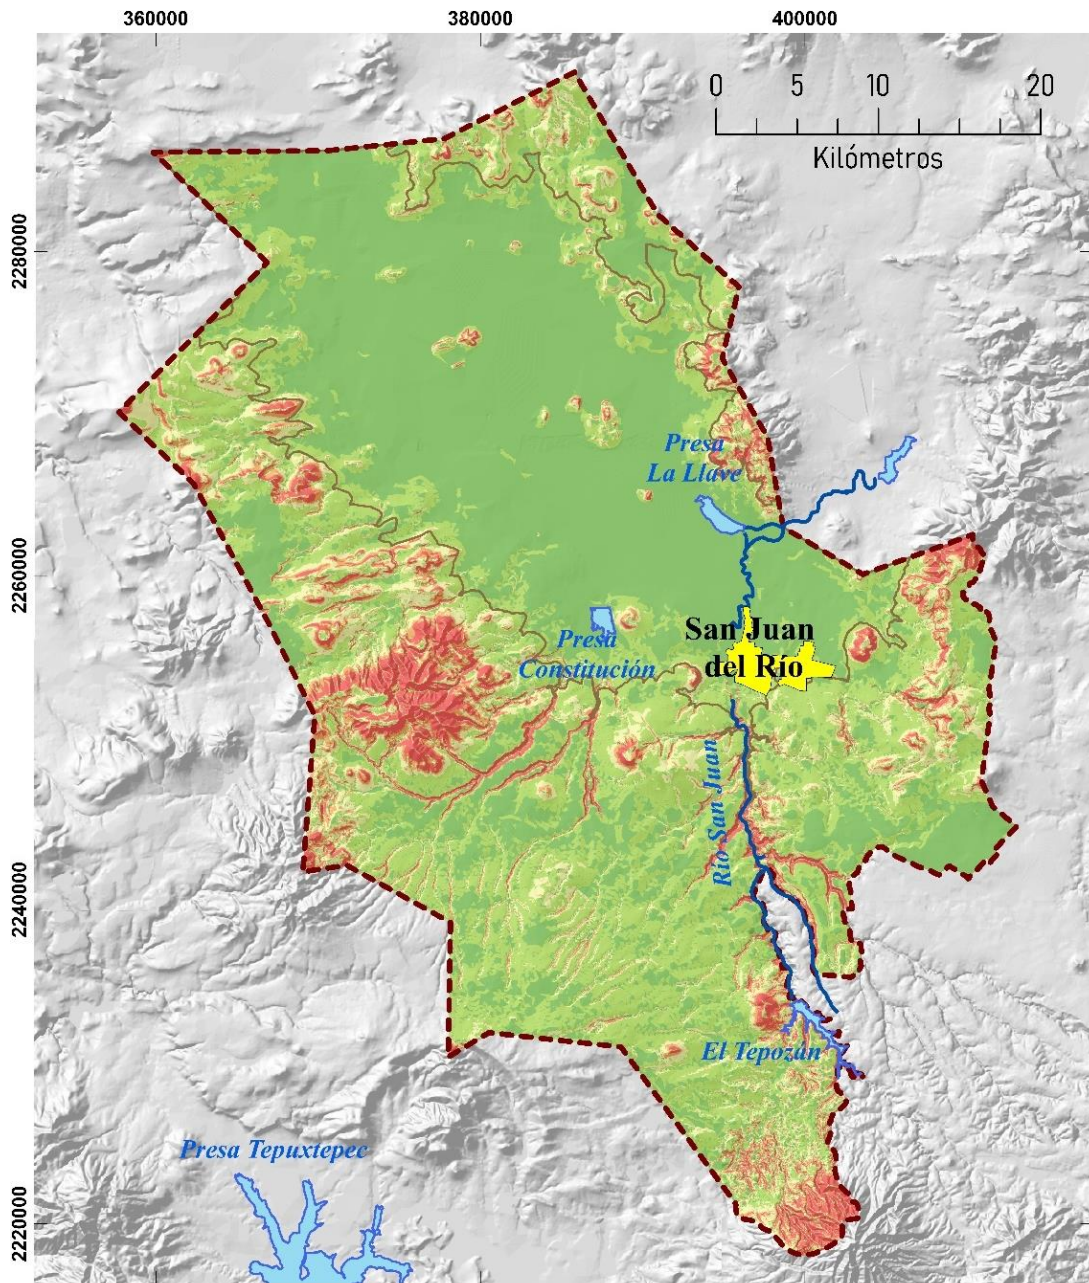 360000
380000
400000
0 5 10 20
Kilómetros
2280000
Presa
La Llave
2260000
San Juan
del Río
Presa
Constitución
Río San Juan
2240000
El Tepozán
Presa Tepuxtepec
2220000